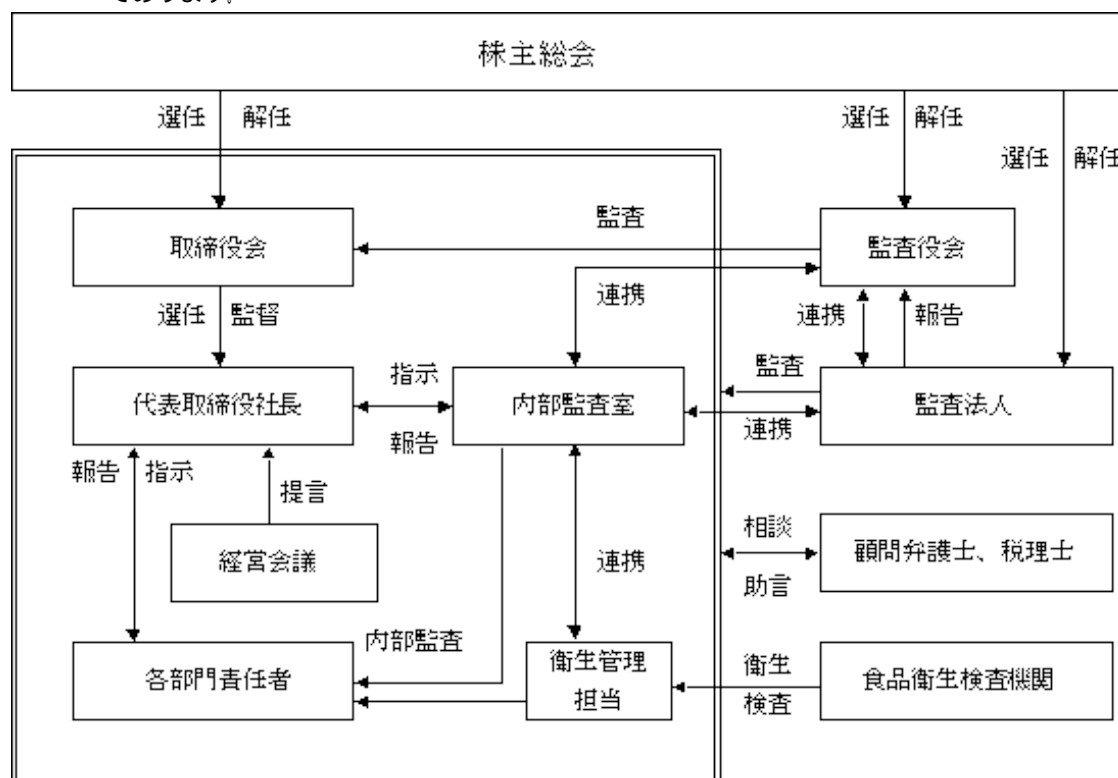 であります。
株主総会
選任 解任
選任 解任
選任 解任
取締役会
監査
監査役会
連携
選任 監督
連携 報告
代表取締役社長
指示
報告
内部監査室
監査
連携
監査法人
報告 指示
提言
経営会議
連携
相談
助言
顧問弁護士、税理士
内部監査
各部門責任者
衛生管理
担当
衛生
検査
食品衛生検査機関